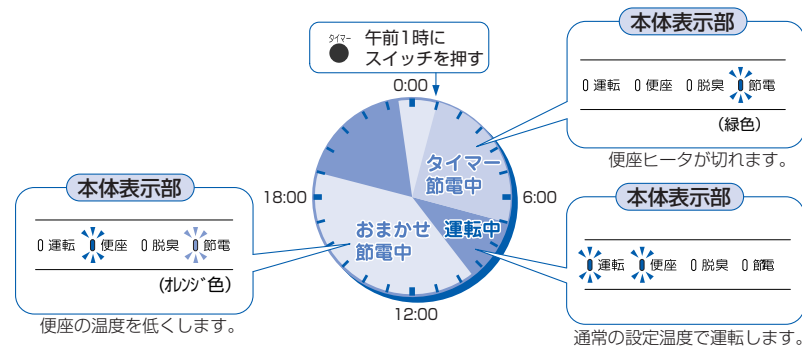 タイマー
午前1時に
スイッチを押す
0:00
6:00
12:00
18:00
タイマー
節電中
運転中
おまかせ
節電中
本体表示部
運転 便座 脱臭 節電
(緑色)
便座ヒータが切れます。
本体表示部
運転 便座 脱臭 節電
通常の設定温度で運転します。
本体表示部
運転 便座 脱臭 節電
(オレンジ色)
便座の温度を低くします。